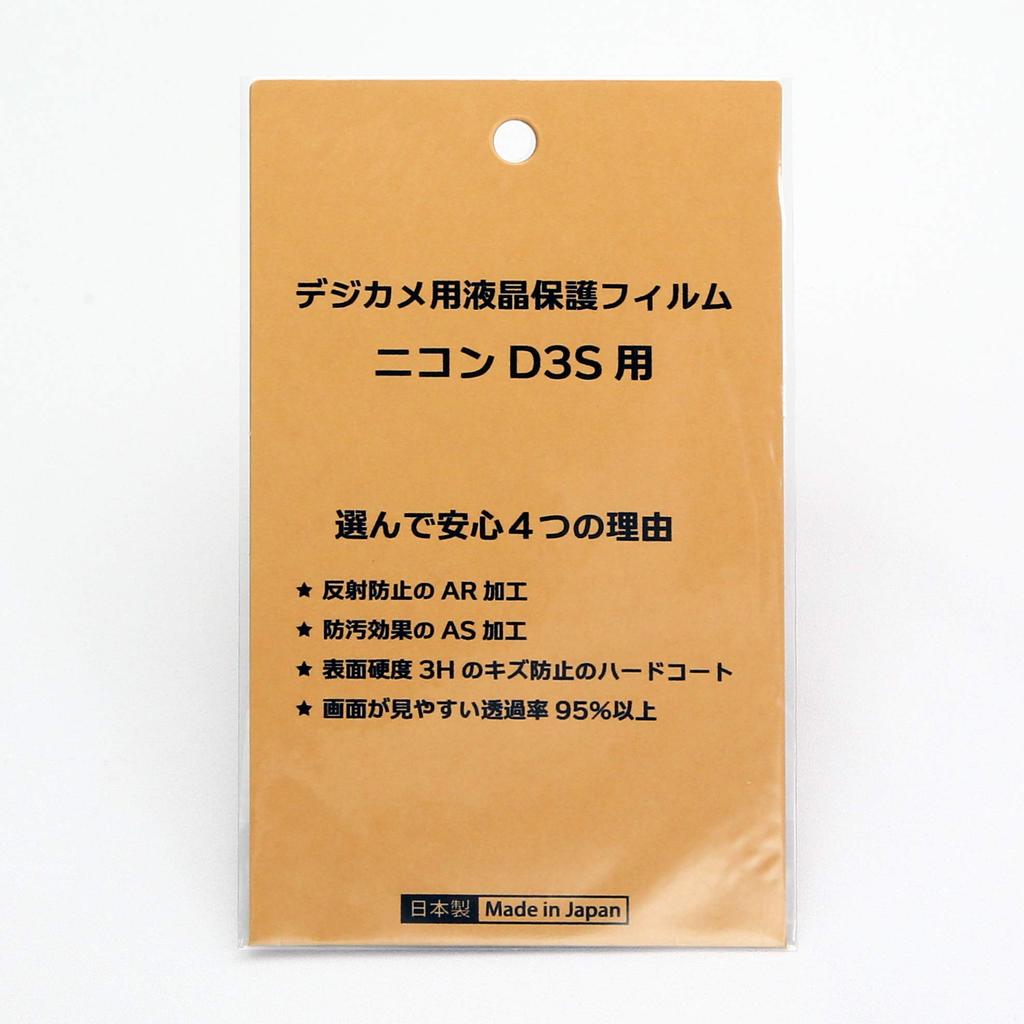 デジカメ用液晶保護フィルム
ニコン D3S 用
選んで安心4つの理由
★ 反射防止の AR 加工
★ 防汚効果の AS 加工
★ 表面硬度 3H のキズ防止のハードコート
★ 画面が見やすい透過率 95%以上
日本製 Made in Japan